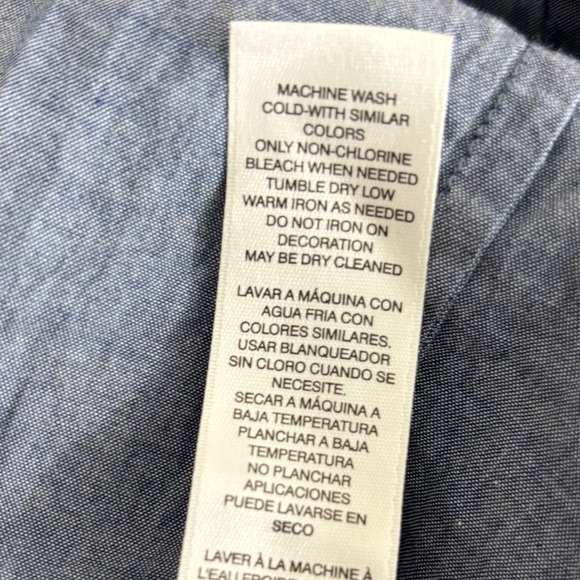 MACHINE WASH
COLD-WITH SIMILAR
COLORS
ONLY NON-CHLORINE
BLEACH WHEN NEEDED
TUMBLE DRY LOW
WARM IRON AS NEEDED
DO NOT IRON ON
DECORATION
MAY BE DRY CLEANED
LAVAR A MÁQUINA CON
AGUA FRIA CON
COLORES SIMILARES.
USAR BLANQUEADOR
SIN CLORO CUANDO SE
NECESITE.
SECAR A MÁQUINA A
BAJA TEMPERATURA
PLANCHAR A BAJA
TEMPERATURA
NO PLANCHAR
APLICACIONES
PUEDE LAVARSE EN
SECO
LAVER À LA MACHINE À
L'EAU FROIDE